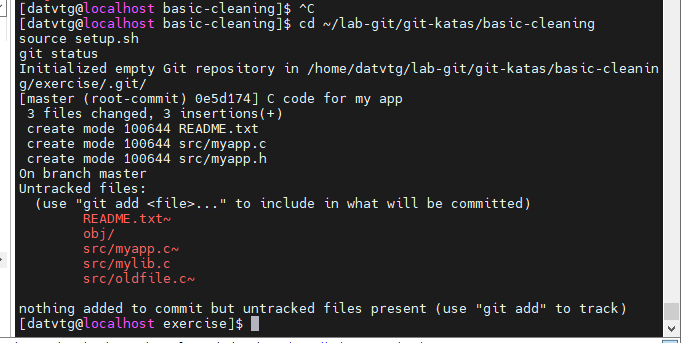 [datvtg@localhost basic-cleaning]$ ^C
[datvtg@localhost basic-cleaning]$ cd ~/lab-git/git-katas/basic-cleaning
source setup.sh
git status
Initialized empty Git repository in /home/datvtg/lab-git/git-katas/basic-cleanin
g/exercise/.git/
[master (root-commit) 0e5d174] C code for my app
 3 files changed, 3 insertions(+)
 create mode 100644 README.txt
 create mode 100644 src/myapp.c
 create mode 100644 src/myapp.h
On branch master
Untracked files:
  (use "git add <file>..." to include in what will be committed)
        README.txt~
        obj/
        src/myapp.c~
        src/mylib.c
        src/oldfile.c~

nothing added to commit but untracked files present (use "git add" to track)
[datvtg@localhost exercise]$